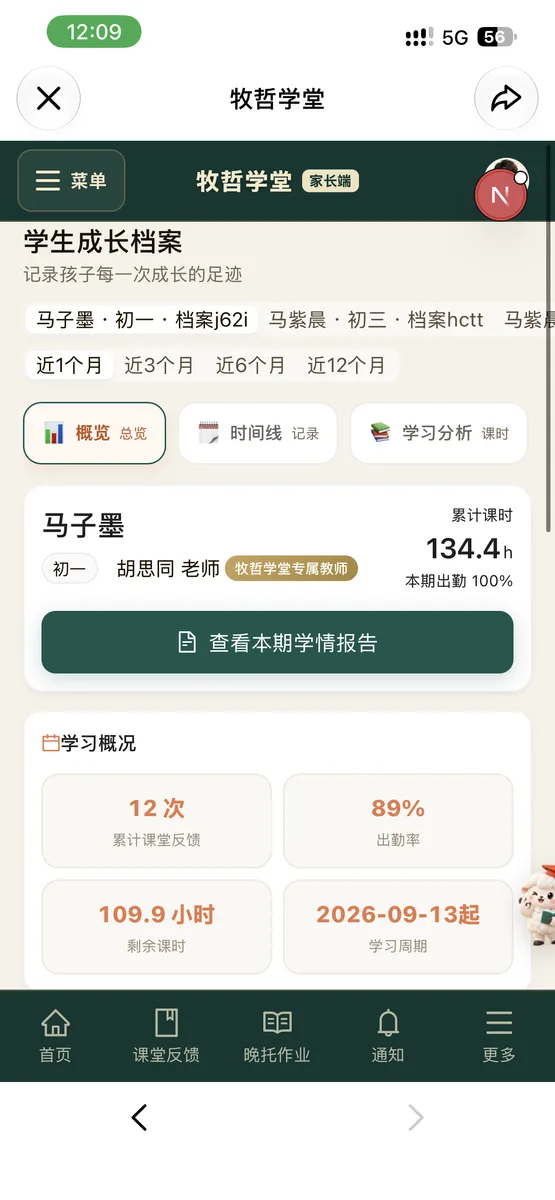 12:09
5G 56
牧哲学堂
菜单
牧哲学堂 家长端
N
学生成长档案
记录孩子每一次成长的足迹
马子墨 · 初一 · 档案j62i 马紫晨 · 初三 · 档案hctt 马紫晨
近1个月 近3个月 近6个月 近12个月
概览 总览 时间线 记录 学习分析 课时
马子墨
初一 胡思同 老师 牧哲学堂专属教师
累计课时
134.4h
本期出勤 100%
查看本期学情报告
学习概况
12 次
累计课堂反馈
89%
出勤率
109.9 小时
剩余课时
2026-09-13起
学习周期
首页 课堂反馈 晚托作业 通知 更多